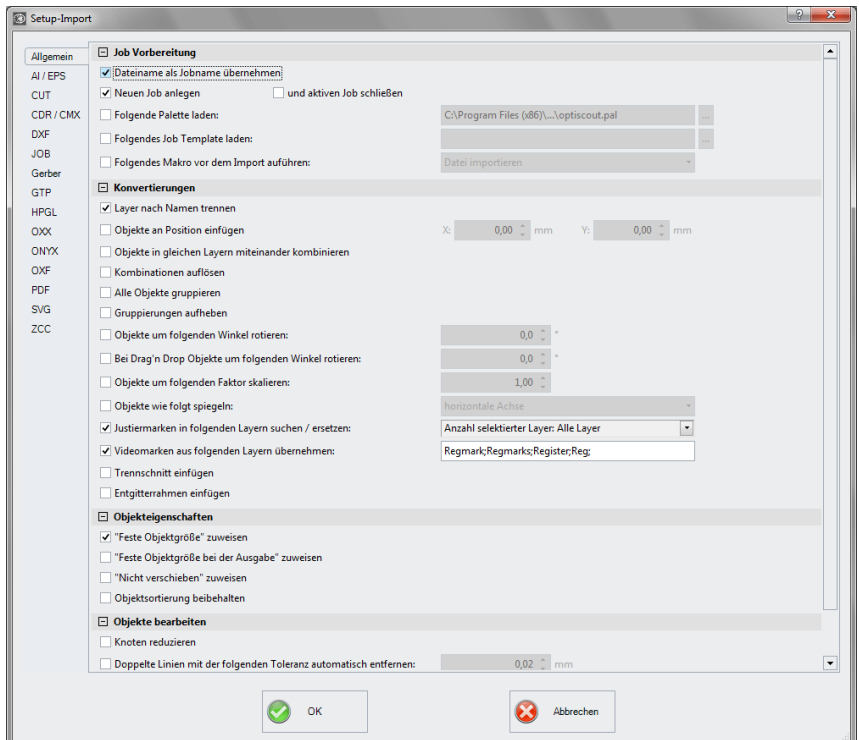 Setup-Import
Allgemein
AI / EPS
CUT
CDR / CMX
DXF
JOB
Gerber
GTP
HPGL
OXX
ONYX
OXF
PDF
SVG
ZCC
Job Vorbereitung
Dateiname als Jobname übernehmen
Neuen Job anlegen und aktiven Job schließen
Folgende Palette laden: C:\Program Files (x86)\...\optiscout.pal ...
Folgendes Job Template laden: ...
Folgendes Makro vor dem Import auführen: Datei importieren
Konvertierungen
Layer nach Namen trennen
Objekte an Position einfügen X: 0,00 mm Y: 0,00 mm
Objekte in gleichen Layern miteinander kombinieren
Kombinationen auflösen
Alle Objekte gruppieren
Gruppierungen aufheben
Objekte um folgenden Winkel rotieren: 0,0 °
Bei Drag'n Drop Objekte um folgenden Winkel rotieren: 0,0 °
Objekte um folgenden Faktor skalieren: 1,00
Objekte wie folgt spiegeln: horizontale Achse
Justiermarken in folgenden Layern suchen / ersetzen: Anzahl selektierter Layer: Alle Layer
Videomarken aus folgenden Layern übernehmen: Regmark;Regmarks;Register;Reg;
Trennschnitt einfügen
Entgitterrahmen einfügen
Objekteigenschaften
"Feste Objektgröße" zuweisen
"Feste Objektgröße bei der Ausgabe" zuweisen
"Nicht verschieben" zuweisen
Objektsortierung beibehalten
Objekte bearbeiten
Knoten reduzieren
Doppelte Linien mit der folgenden Toleranz automatisch entfernen: 0,02 mm
OK
Abbrechen